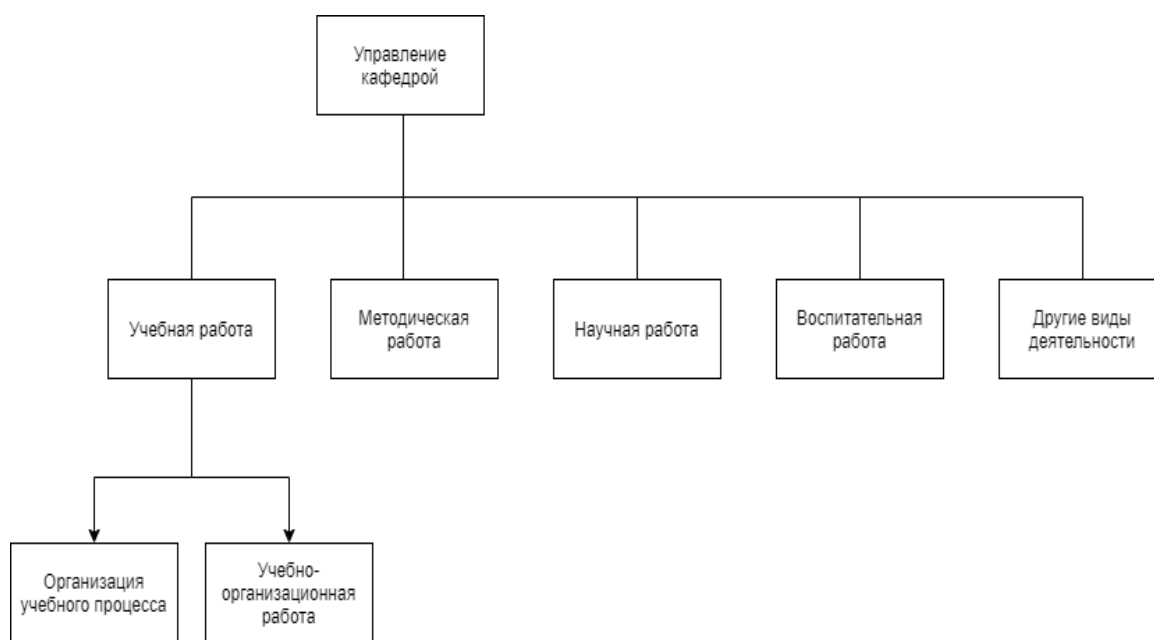 Управление
кафедрой
Учебная работа
Методическая
работа
Научная работа
Воспитательная
работа
Другие виды
деятельности
Организация
учебного процесса
Учебно-
организационная
работа